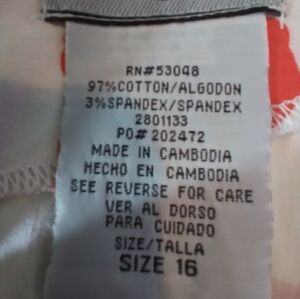 RN#53048
97%COTTON/ALGODON
3%SPANDEX/SPANDEX
2801133
PO#202472
MADE IN CAMBODIA
HECHO EN CAMBODIA
SEE REVERSE FOR CARE
VER AL DORSO
PARA CUIDADO
SIZE/TALLA
SIZE 16